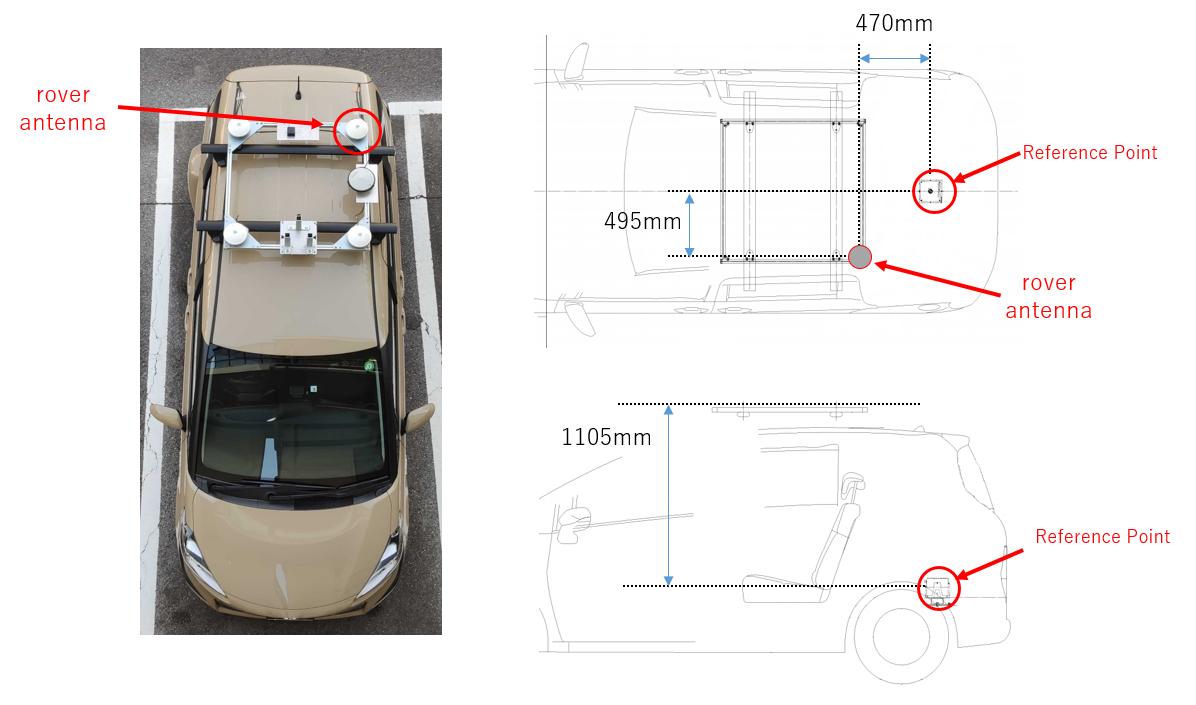 rover
antenna
470mm
Reference Point
495mm
rover
antenna
1105mm
Reference Point